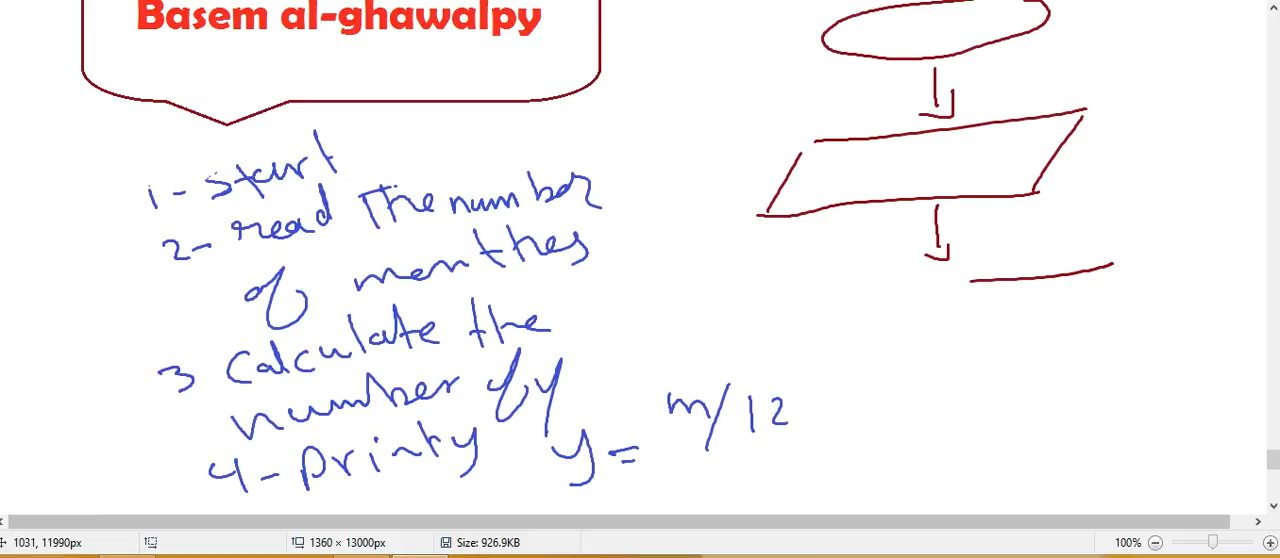 Basem al-ghawalpy
1- start
2- read the number
of monthes
3 Calculate the
number of y
y = m/12
4- print y
1031, 11990px
1360 × 13000px
Size: 926.9KB
100%